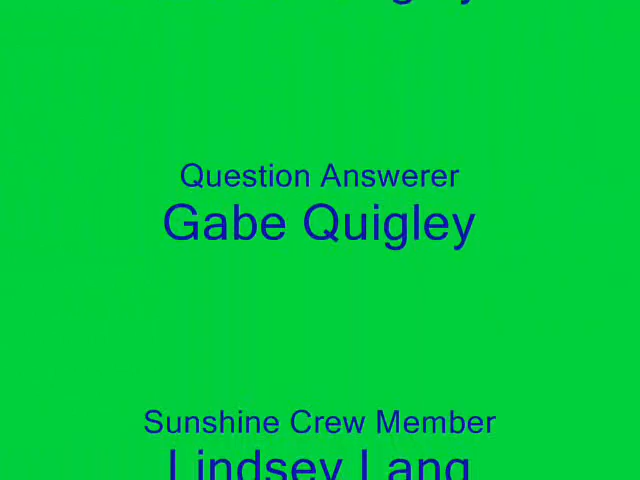 Question Answerer
Gabe Quigley
Sunshine Crew Member
Lindsey Lang